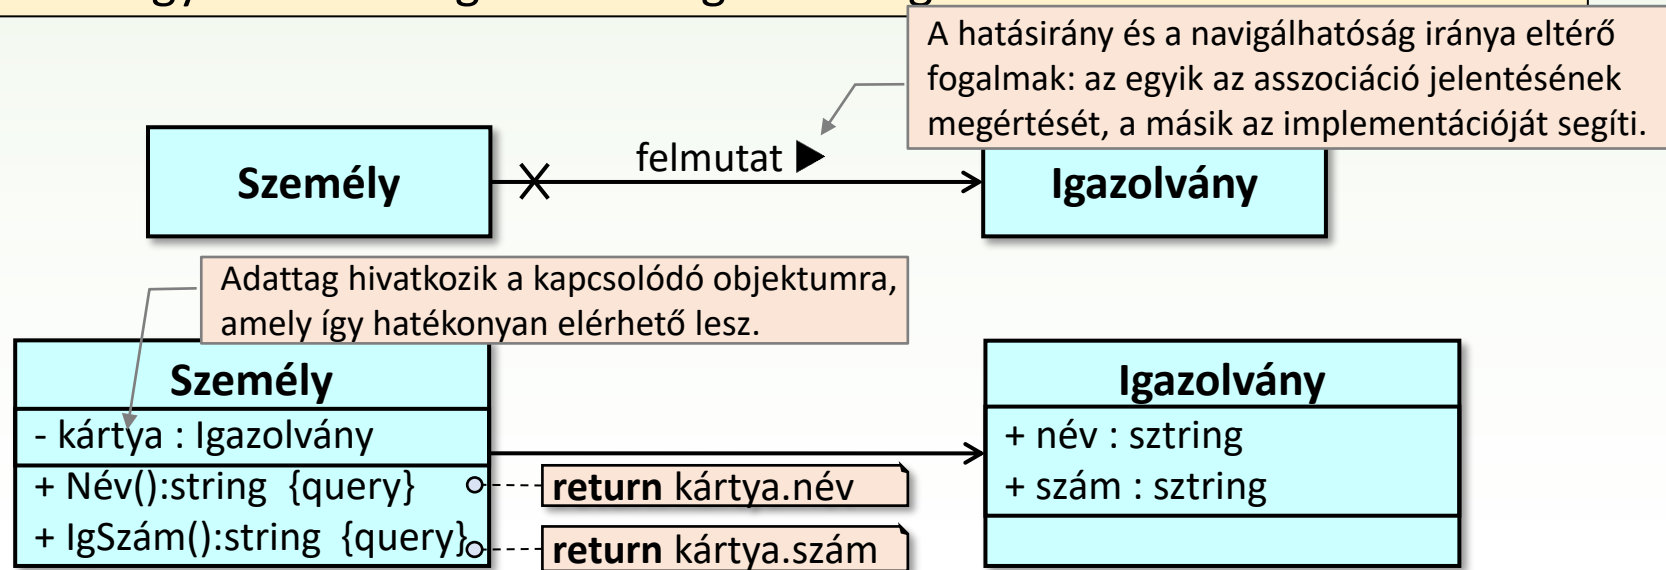 A hatásirány és a navigálhatóság iránya eltérő
fogalmak: az egyik az asszociáció jelentésének
megértését, a másik az implementációját segíti.
felmutat
Személy
Igazolvány
Adattag hivatkozik a kapcsolódó objektumra,
amely így hatékonyan elérhető lesz.
Személy
- kártya : Igazolvány
+ Név():string {query}
+ IgSzám():string {query}
return kártya.név
return kártya.szám
Igazolvány
+ név : sztring
+ szám : sztring